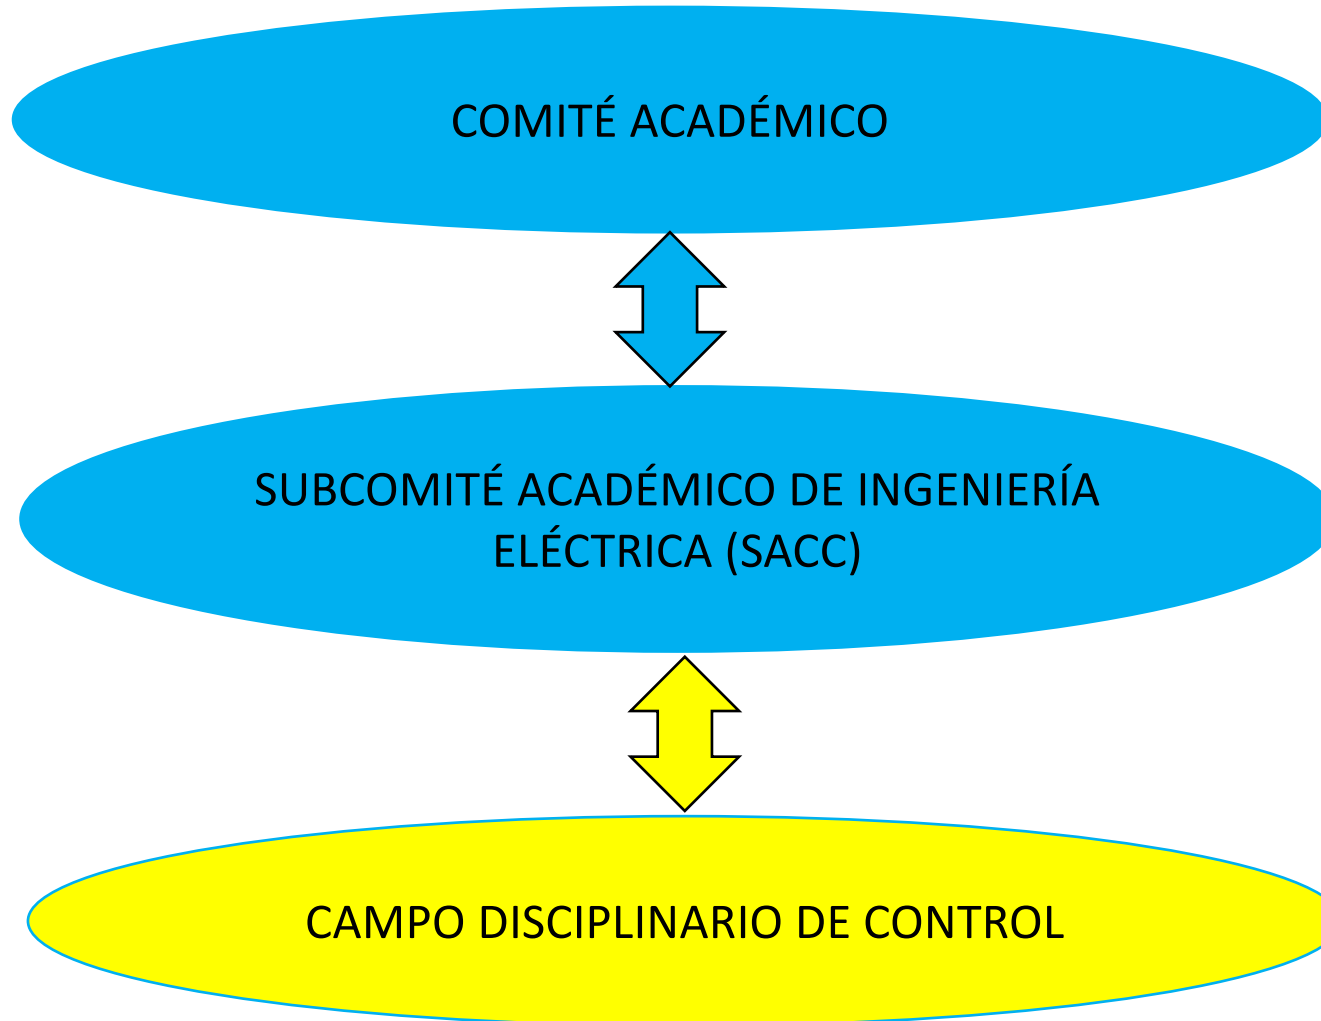 COMITÉ ACADÉMICO
SUBCOMITÉ ACADÉMICO DE INGENIERÍA
ELÉCTRICA (SACC)
CAMPO DISCIPLINARIO DE CONTROL